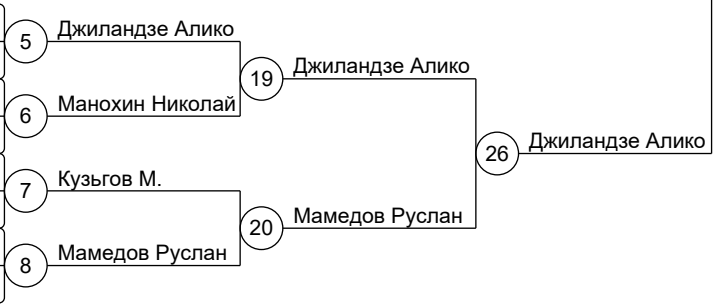 5 Джиландзе Алико
19 Джиландзе Алико
6 Манохин Николай
26 Джиландзе Алико
7 Кузьгов М.
20 Мамедов Руслан
8 Мамедов Руслан